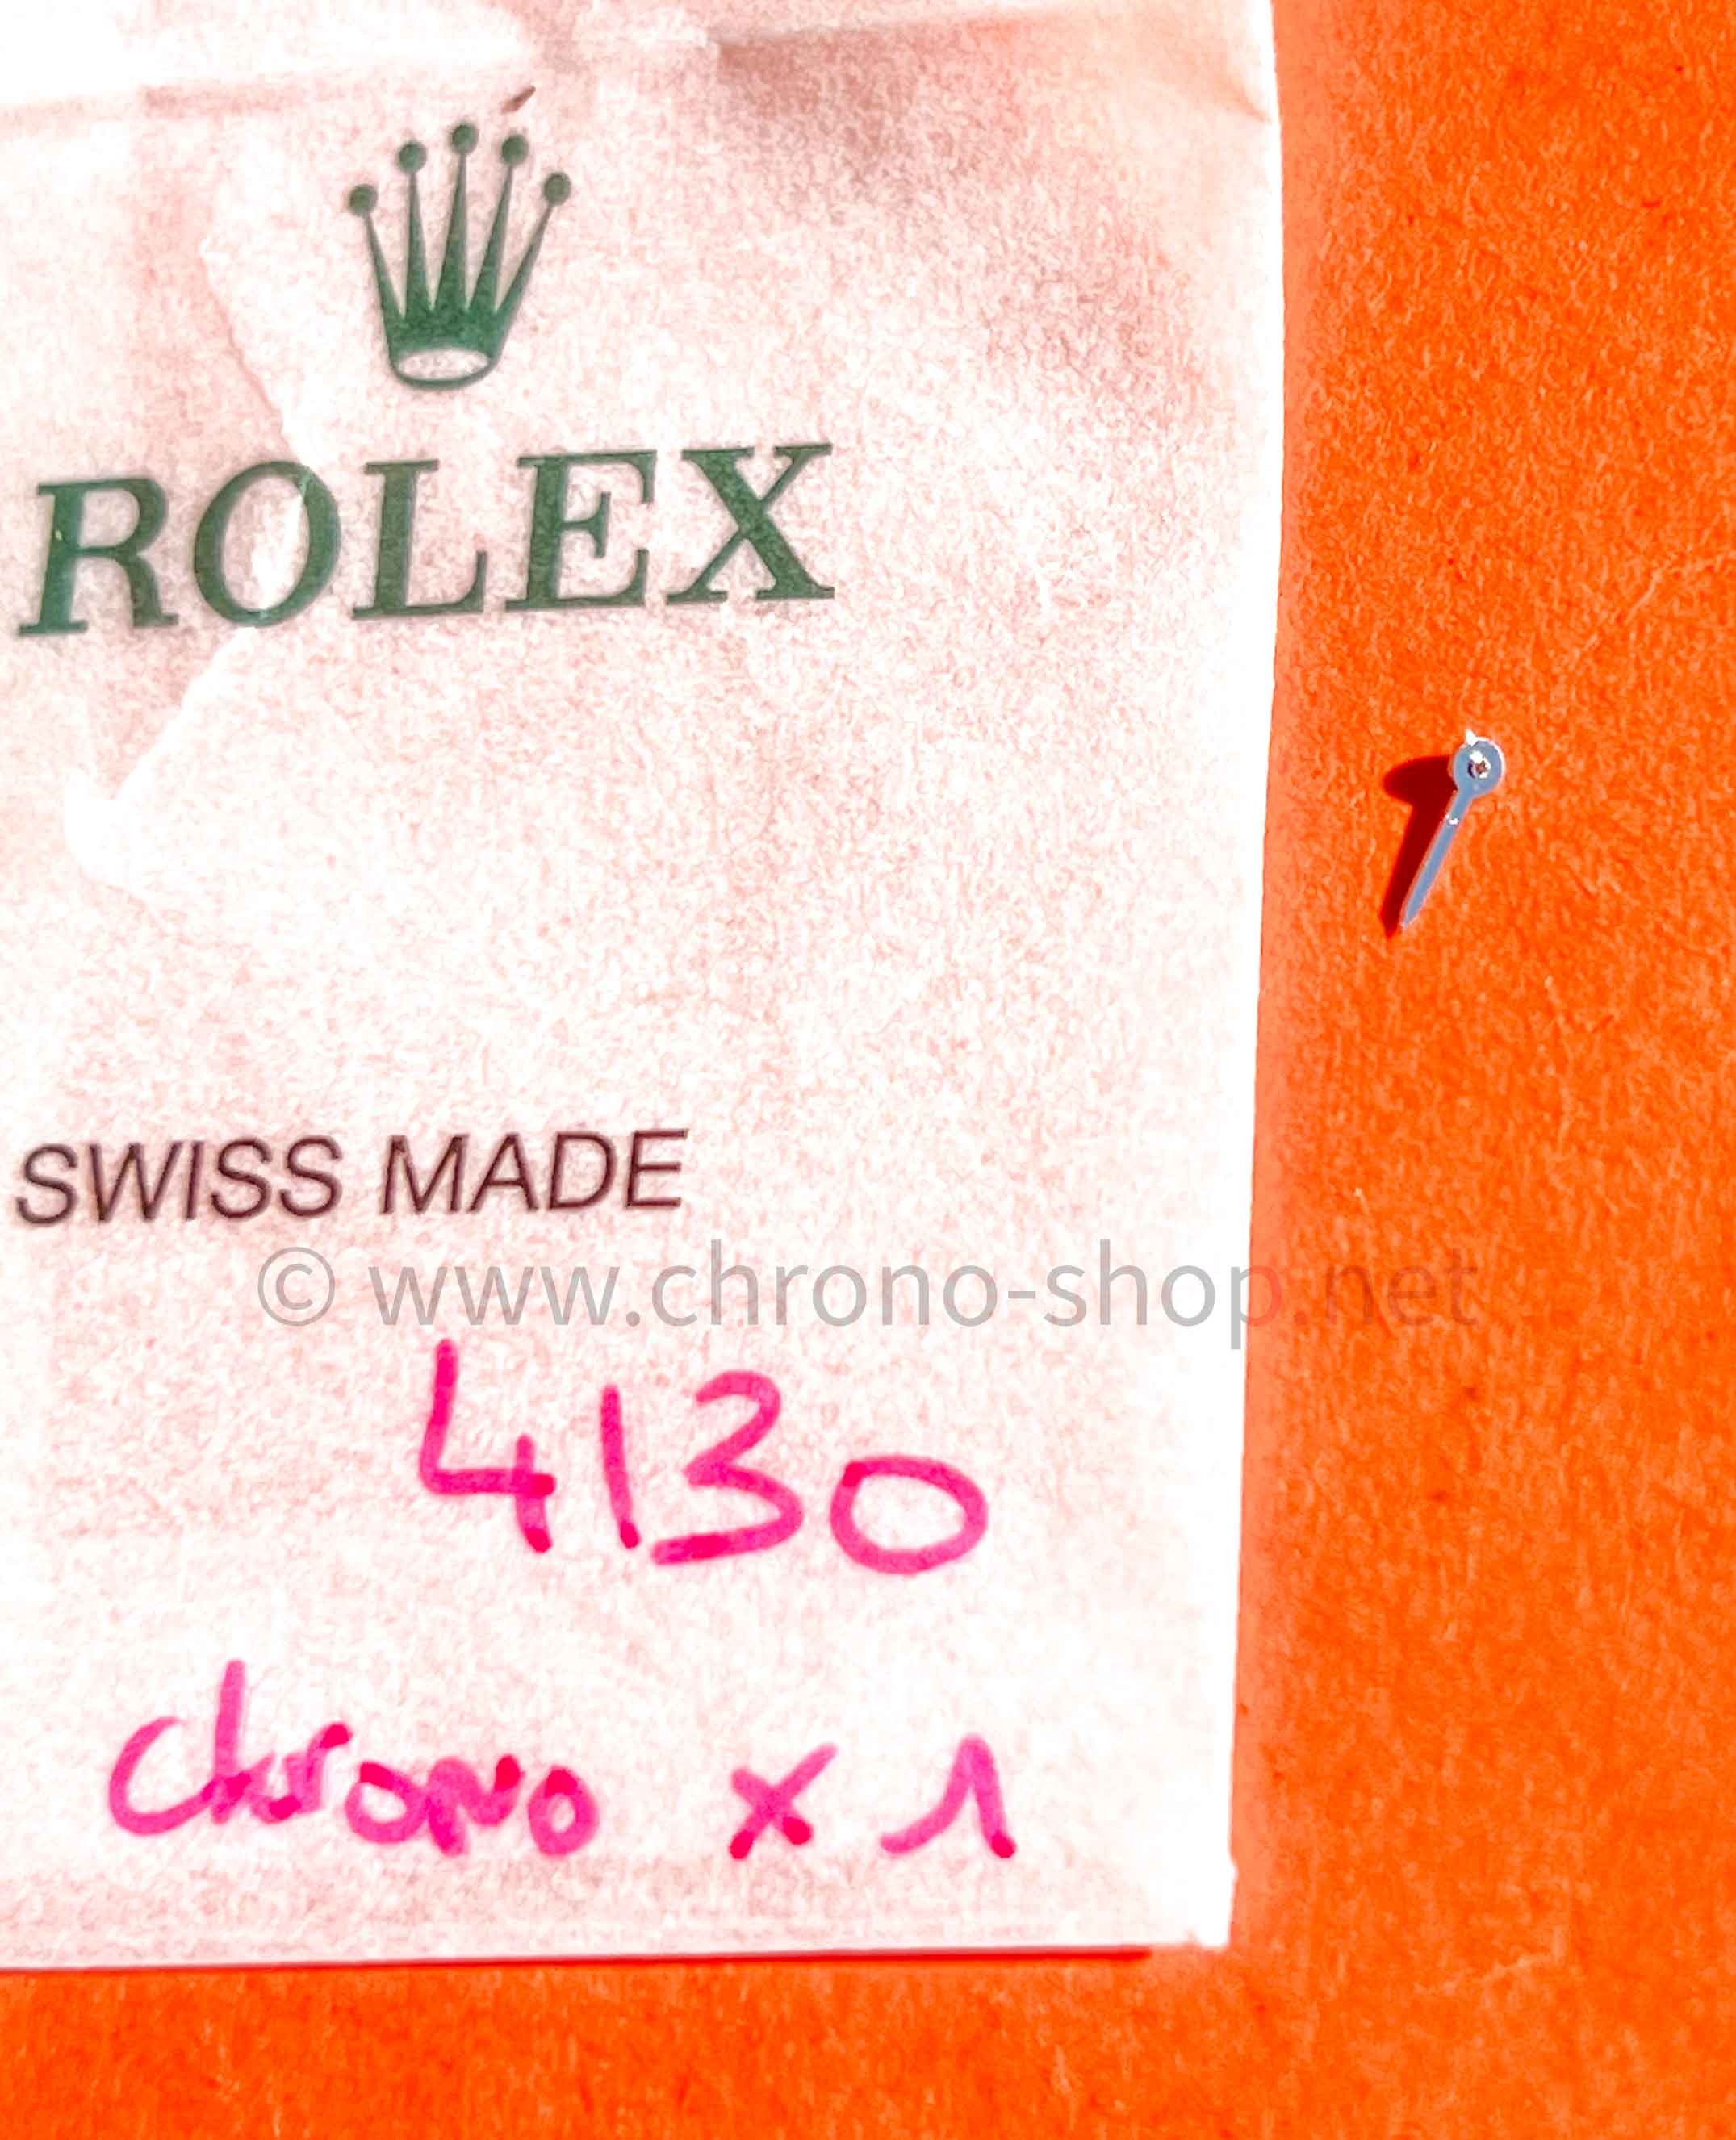 ROLEX
SWISS MADE
© www.chrono-shop.net
4130
chrono x 1